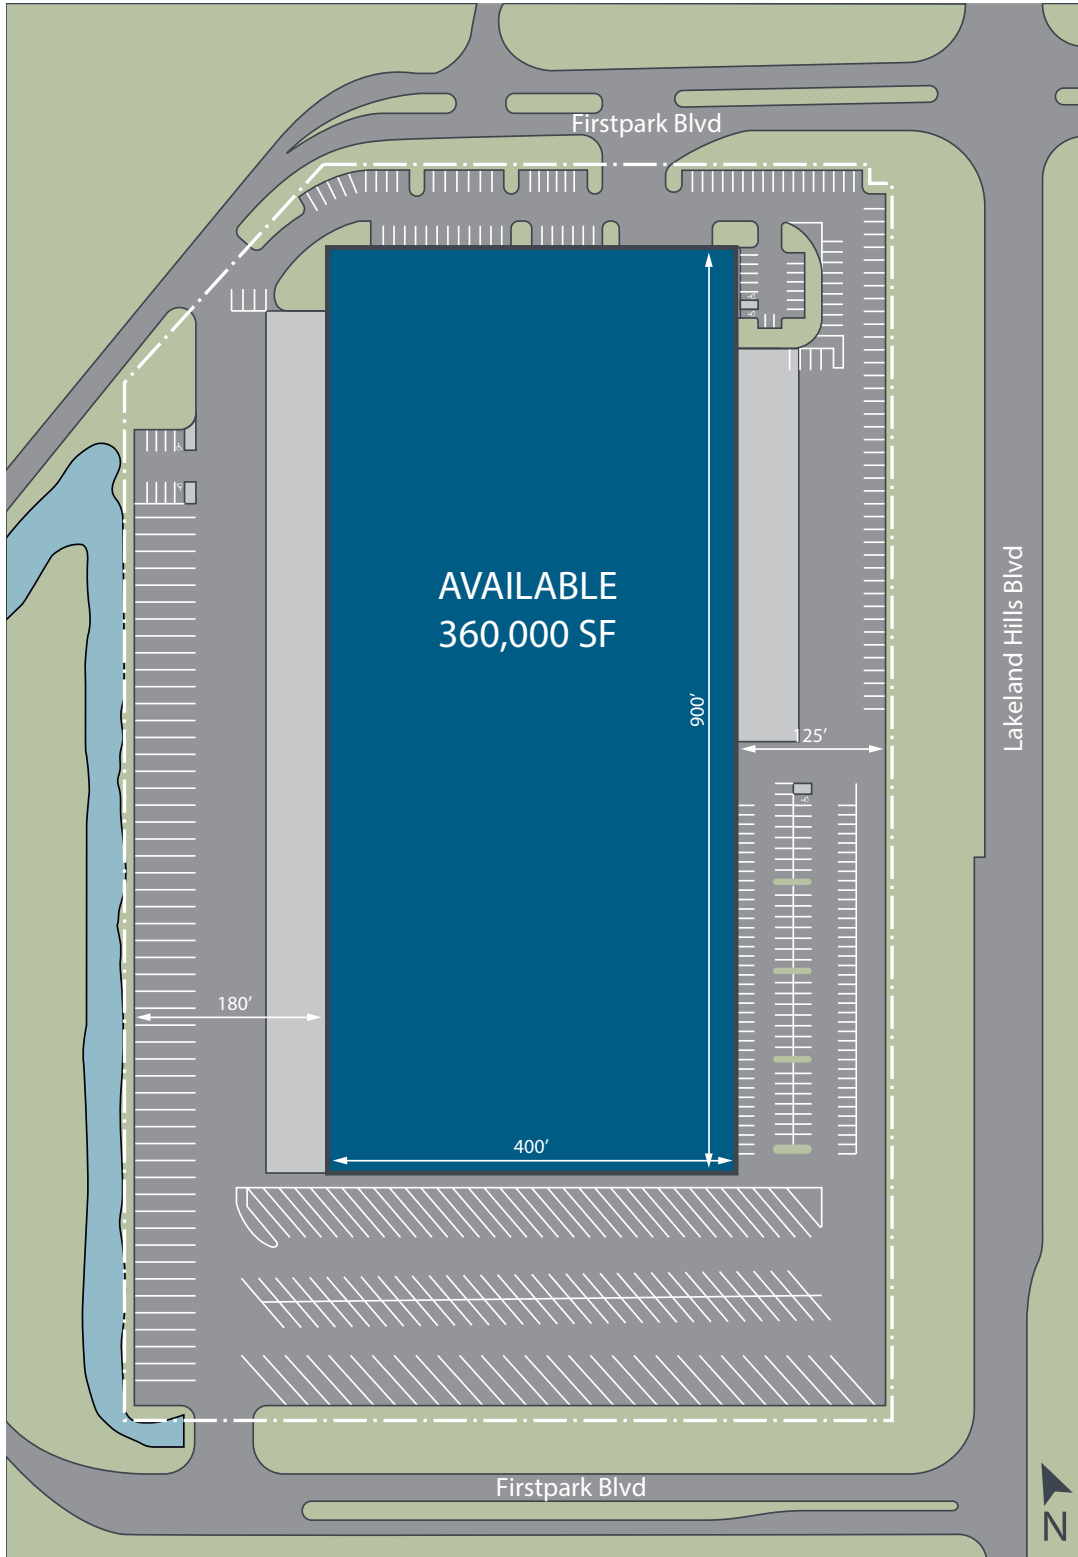 Firstpark Blvd
AVAILABLE
360,000 SF
Lakeland Hills Blvd
900’
125’
180’
400’
Firstpark Blvd
N